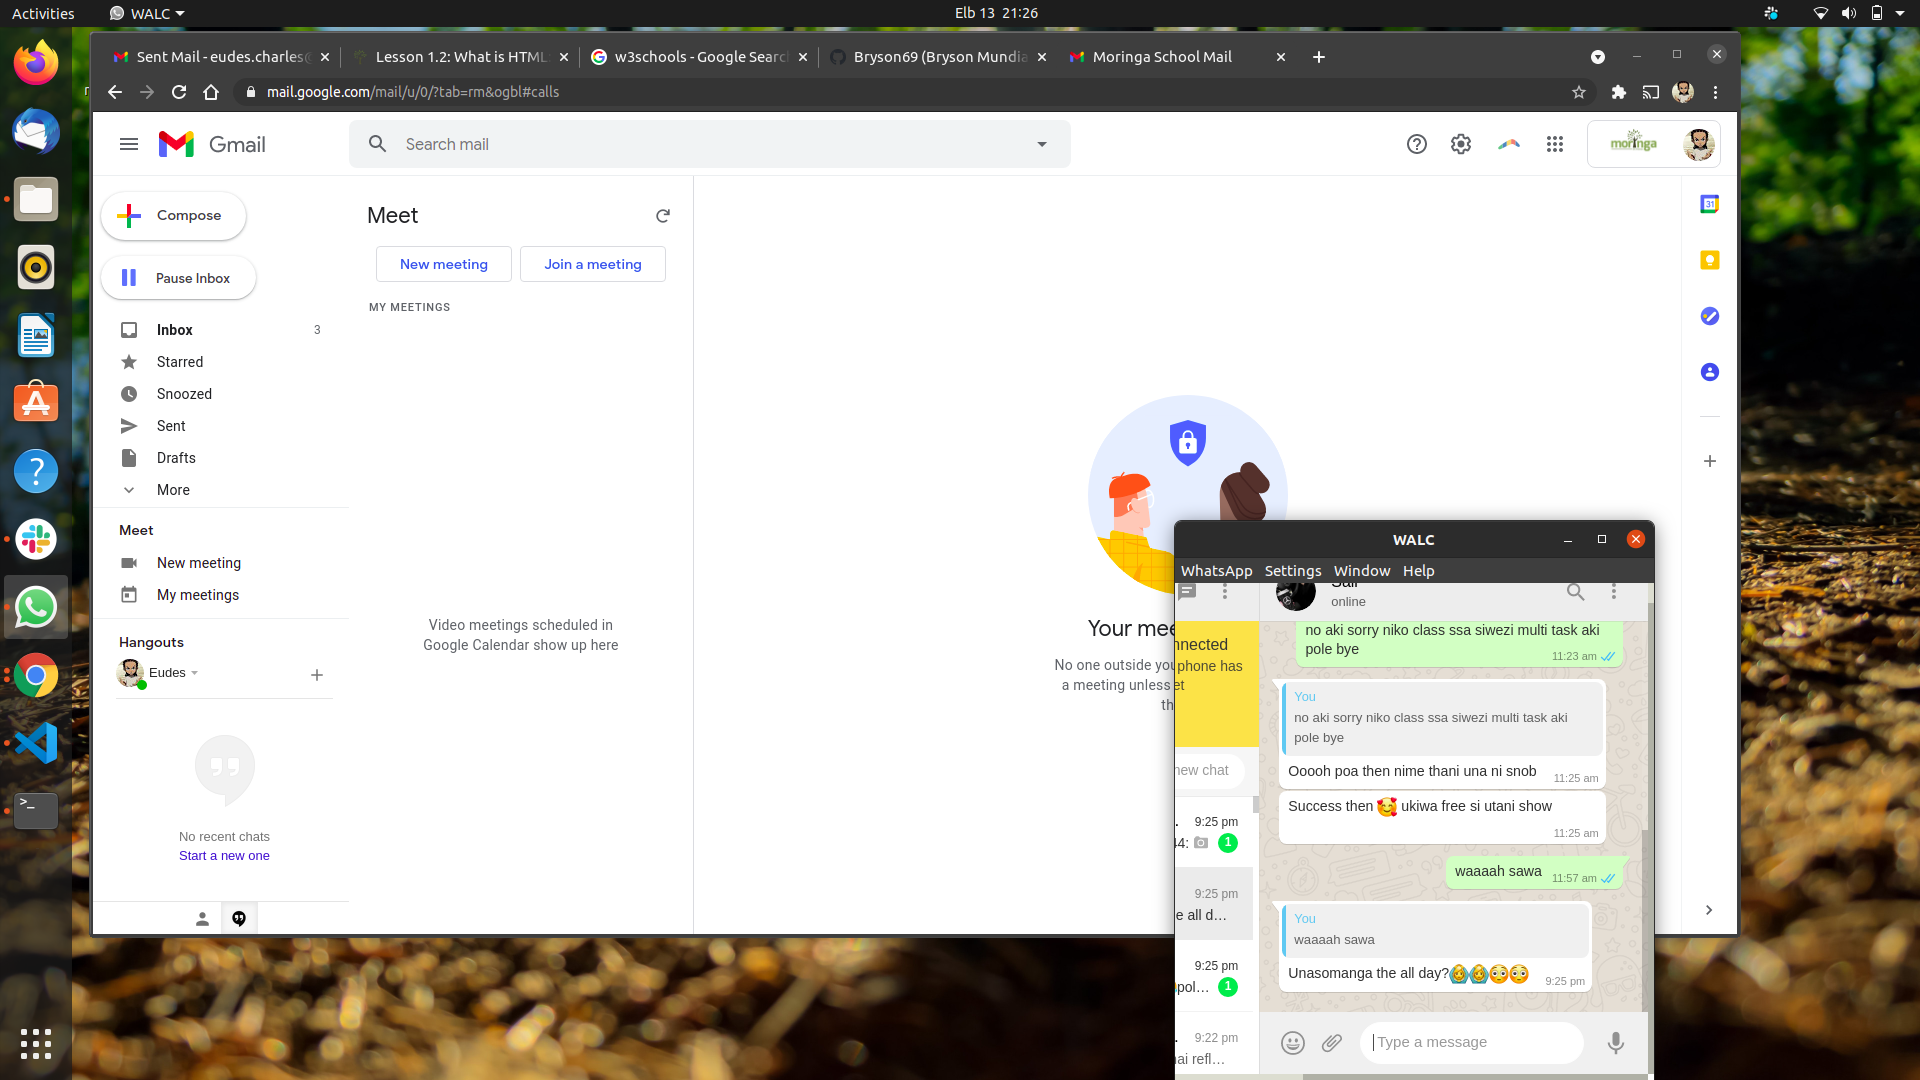 Activities
WALC
Elb 13 21:26
Sent Mail - eudes.charles@
Lesson 1.2: What is HTML
w3schools - Google Search
Bryson69 (Bryson Mundia
Moringa School Mail
mail.google.com/mail/u/0/?tab=rm&ogbl#calls
Gmail
Search mail
moringa
Compose
Pause Inbox
Inbox 3
Starred
Snoozed
Sent
Drafts
More
Meet
New meeting
My meetings
Hangouts
Eudes
No recent chats
Start a new one
Meet
New meeting
Join a meeting
MY MEETINGS
Video meetings scheduled in
Google Calendar show up here
31
Your mee
No one outside you
a meeting unless
th
WALC
WhatsApp Settings Window Help
online
nnected
phone has
et
new chat
9:25 pm
44: 1
9:25 pm
e all d…
9:25 pm
pol… 1
9:22 pm
ai refl…
no aki sorry niko class ssa siwezi multi task aki
pole bye
11:23 am
You
no aki sorry niko class ssa siwezi multi task aki
pole bye
Ooooh poa then nime thani una ni snob
11:25 am
Success then 🥰 ukiwa free si utani show
11:25 am
waaaah sawa
11:57 am
You
waaaah sawa
Unasomanga the all day?🙆‍♀️🙆‍♀️😳😳
9:25 pm
Type a message